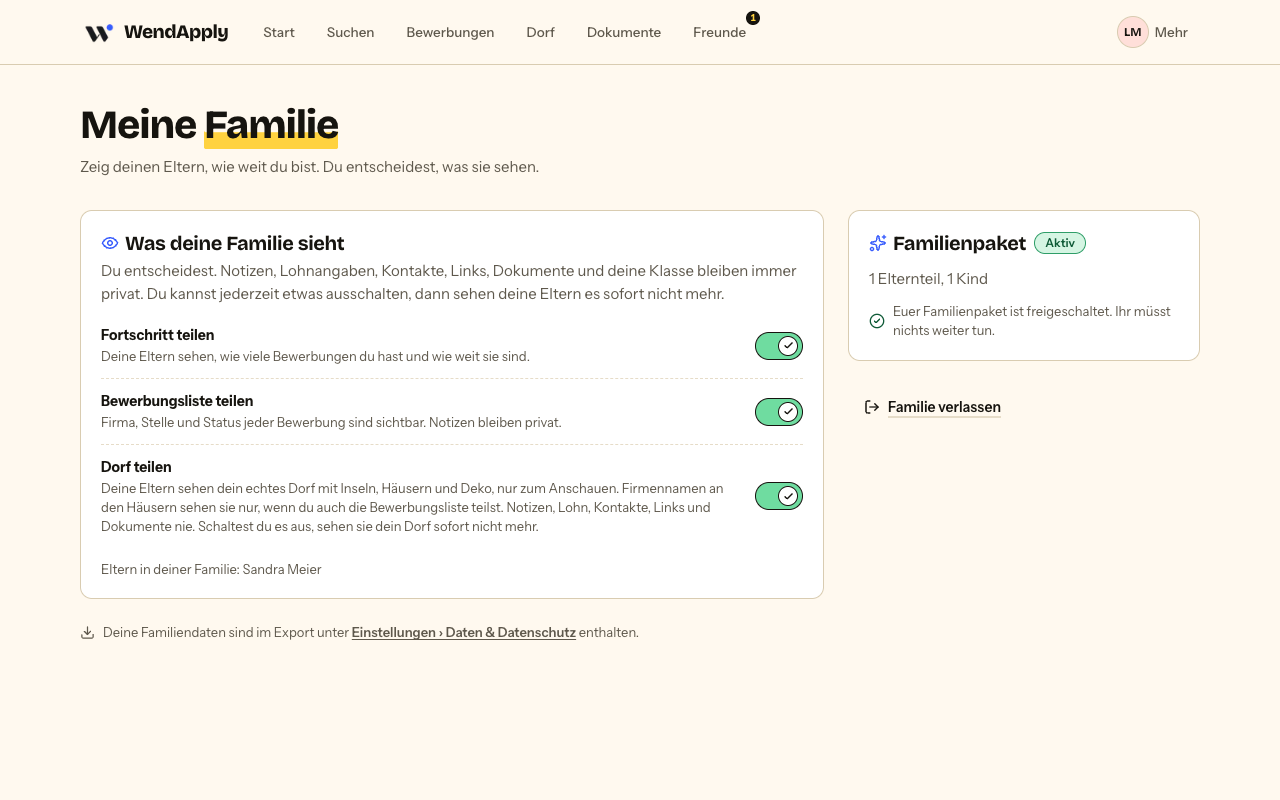 WendApply
Start
Suchen
Bewerbungen
Dorf
Dokumente
Freunde
1
LM
Mehr
Meine Familie
Zeig deinen Eltern, wie weit du bist. Du entscheidest, was sie sehen.
Was deine Familie sieht
Du entscheidest. Notizen, Lohnangaben, Kontakte, Links, Dokumente und deine Klasse bleiben immer
privat. Du kannst jederzeit etwas ausschalten, dann sehen deine Eltern es sofort nicht mehr.
Fortschritt teilen
Deine Eltern sehen, wie viele Bewerbungen du hast und wie weit sie sind.
Bewerbungsliste teilen
Firma, Stelle und Status jeder Bewerbung sind sichtbar. Notizen bleiben privat.
Dorf teilen
Deine Eltern sehen dein echtes Dorf mit Inseln, Häusern und Deko, nur zum Anschauen. Firmennamen an
den Häusern sehen sie nur, wenn du auch die Bewerbungsliste teilst. Notizen, Lohn, Kontakte, Links und
Dokumente nie. Schaltest du es aus, sehen sie dein Dorf sofort nicht mehr.
Eltern in deiner Familie: Sandra Meier
Familienpaket
Aktiv
1 Elternteil, 1 Kind
Euer Familienpaket ist freigeschaltet. Ihr müsst
nichts weiter tun.
Familie verlassen
Deine Familiendaten sind im Export unter Einstellungen › Daten & Datenschutz enthalten.